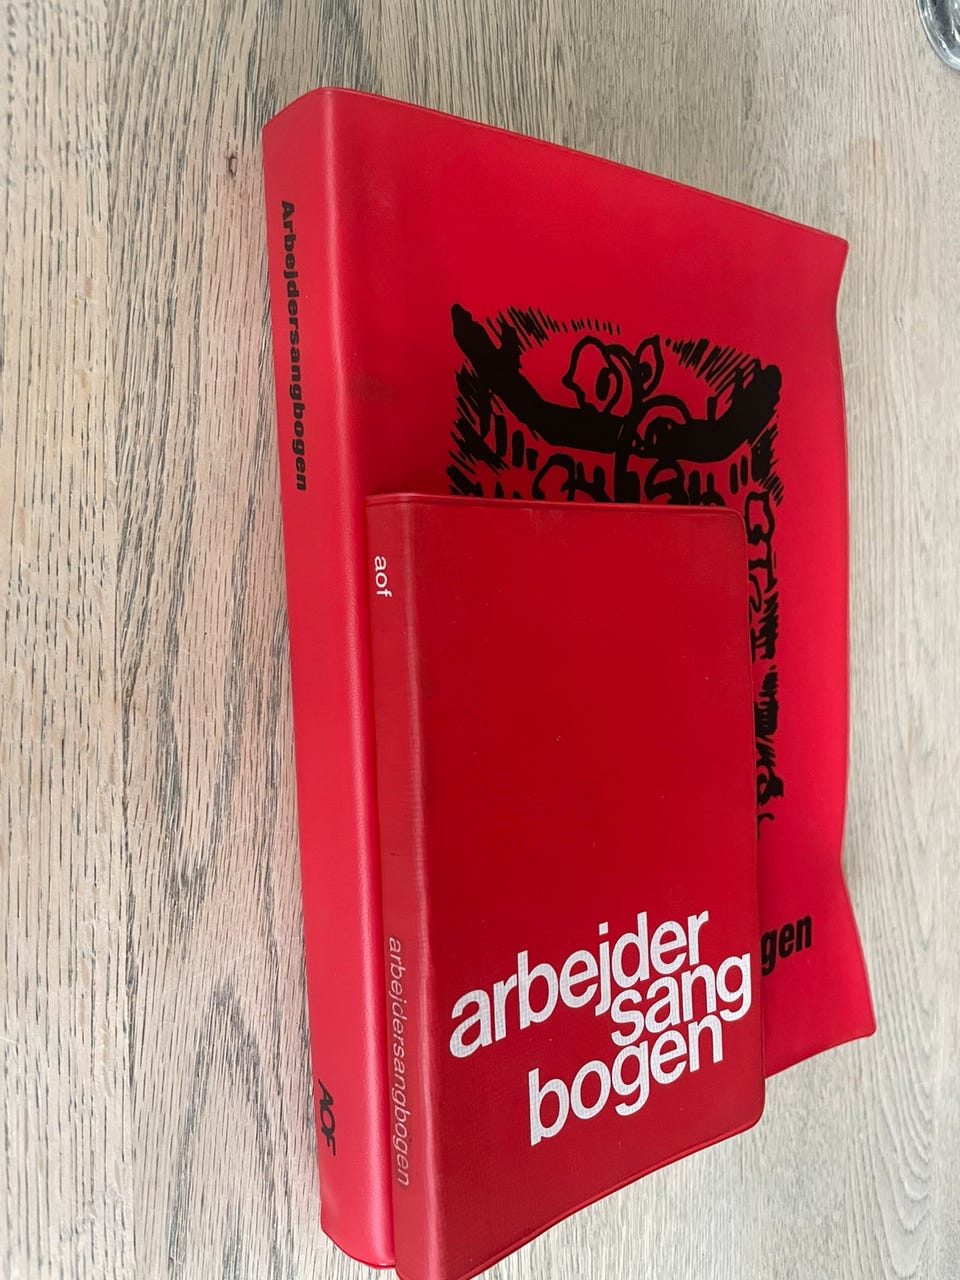 Arbejdersangbogen
AOF
gen
aof
arbejdersangbogen
arbejder
sang
bogen